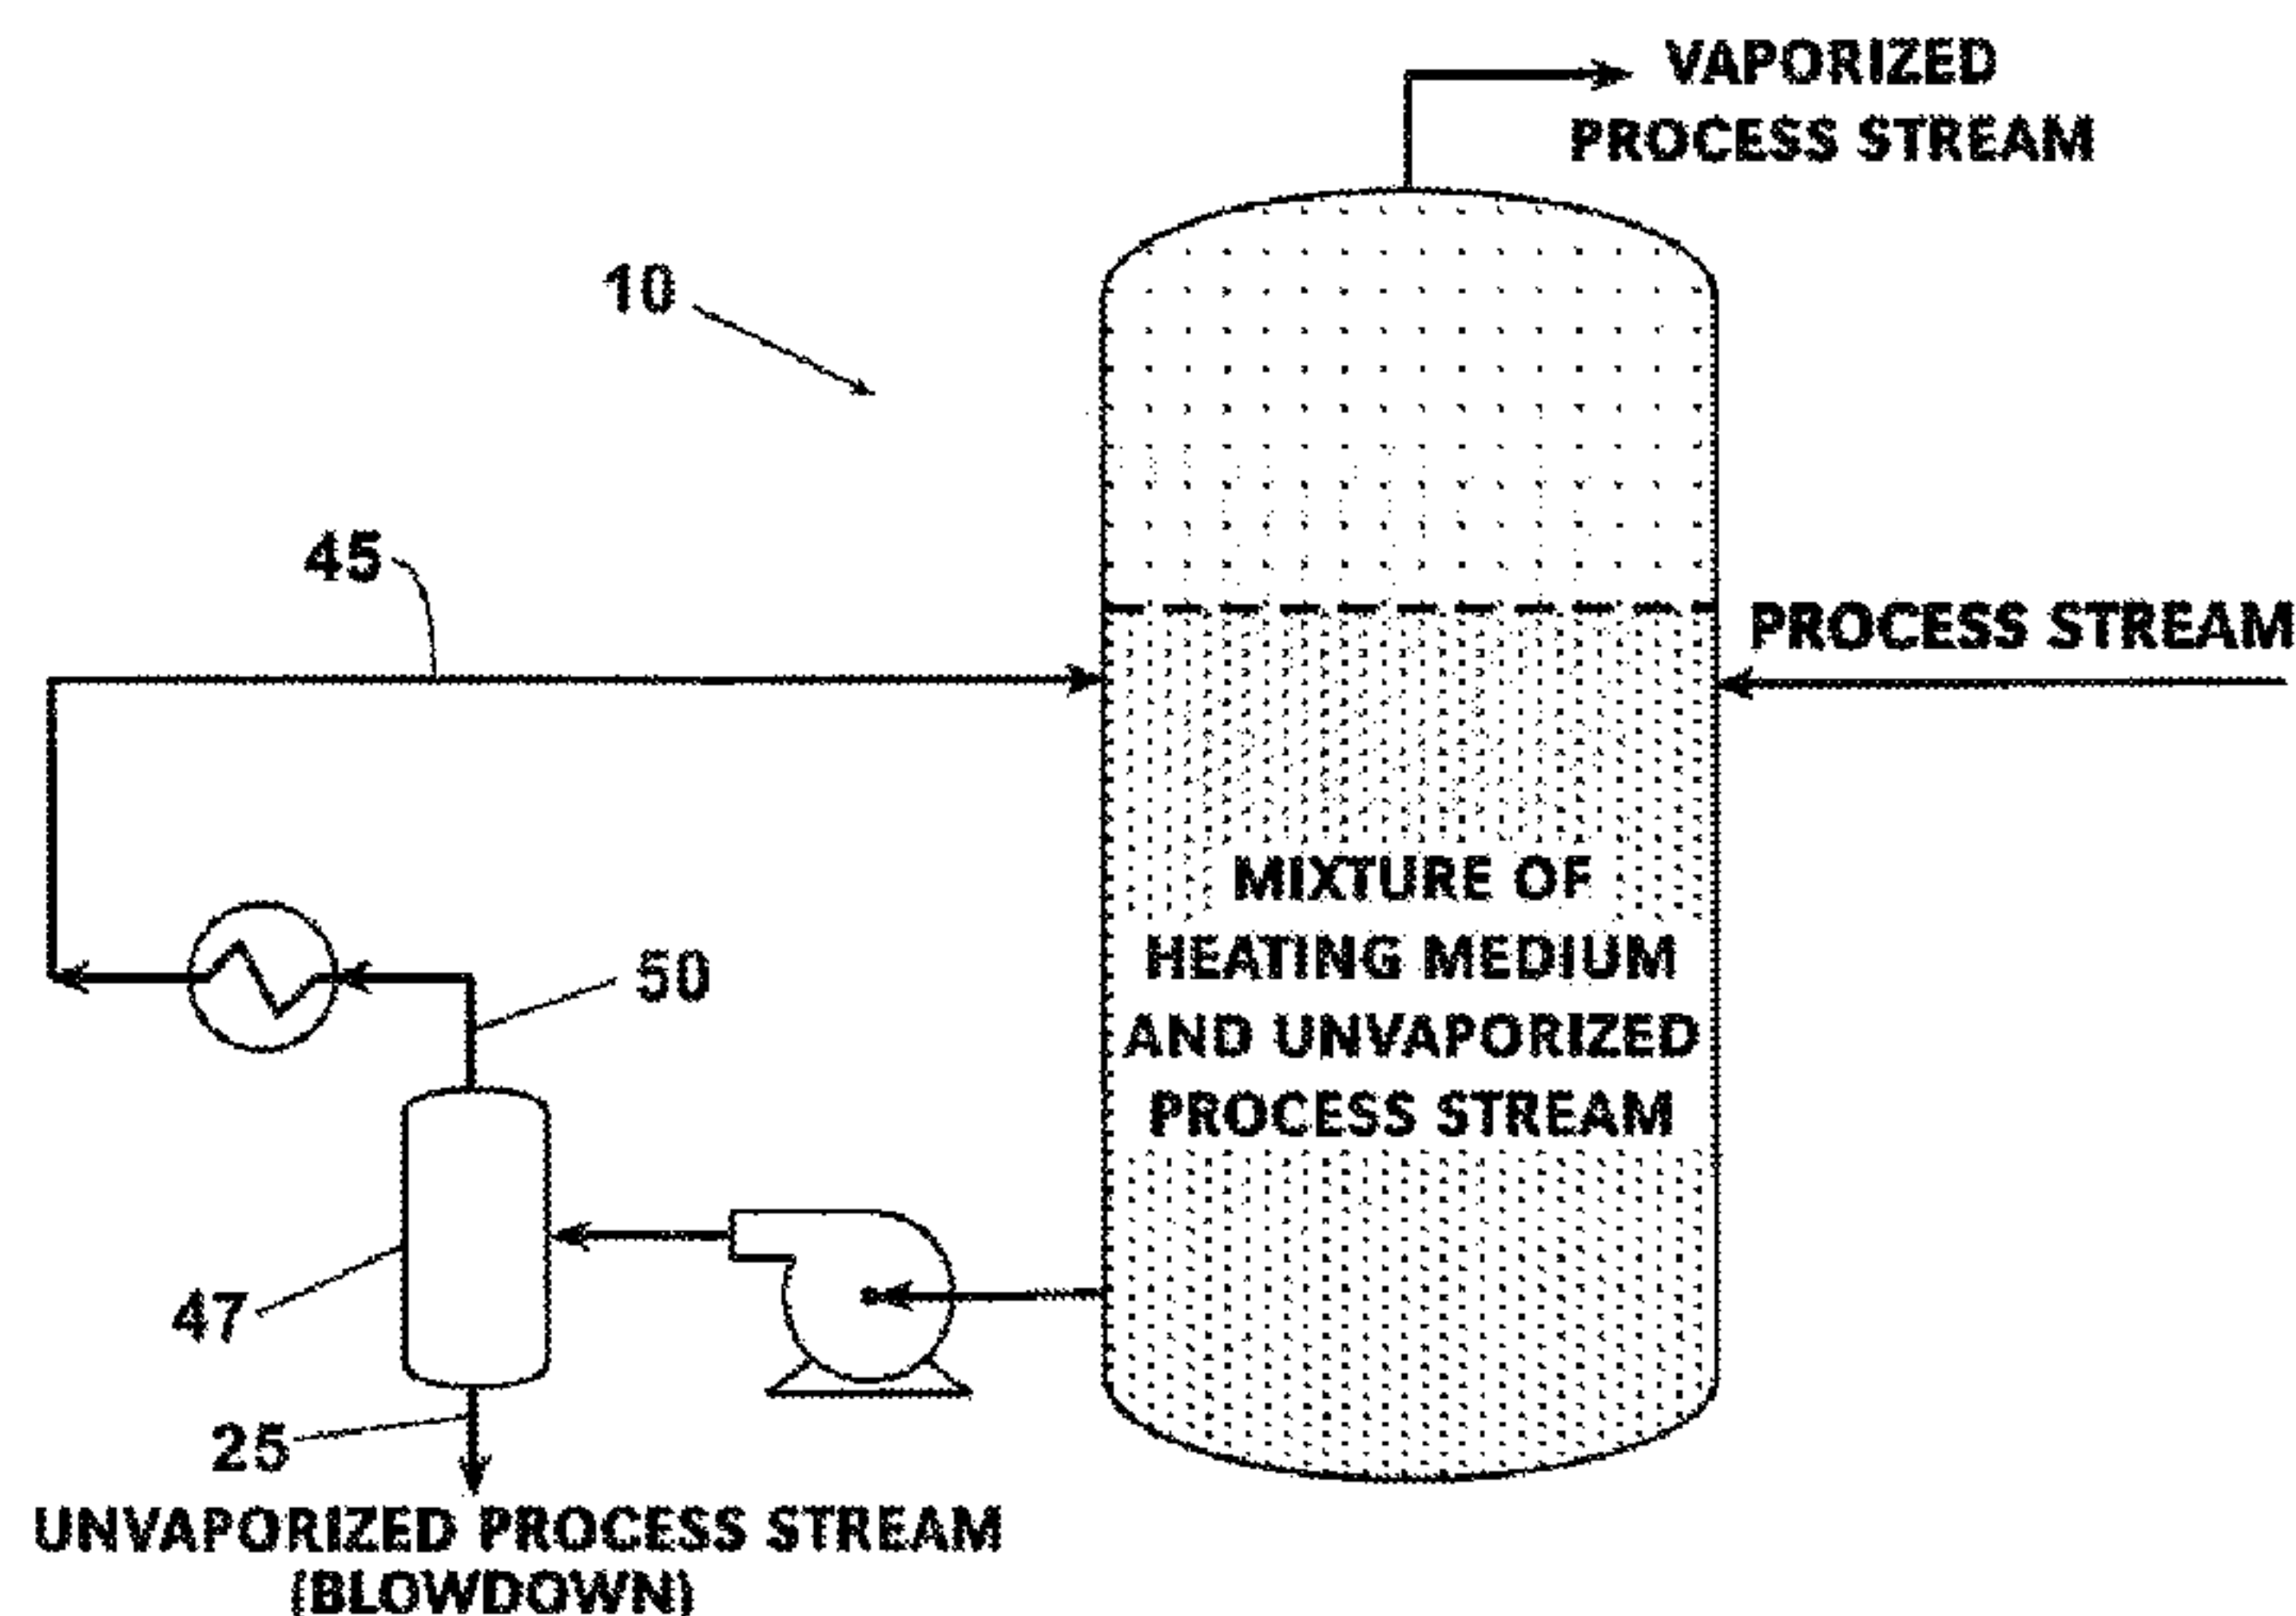 VAPORIZED
PROCESS STREAM
10
45
PROCESS STREAM
MIXTURE OF
HEATING MEDIUM
AND UNVAPORIZED
PROCESS STREAM
50
47
25
UNVAPORIZED PROCESS STREAM
(BLOWDOWN)